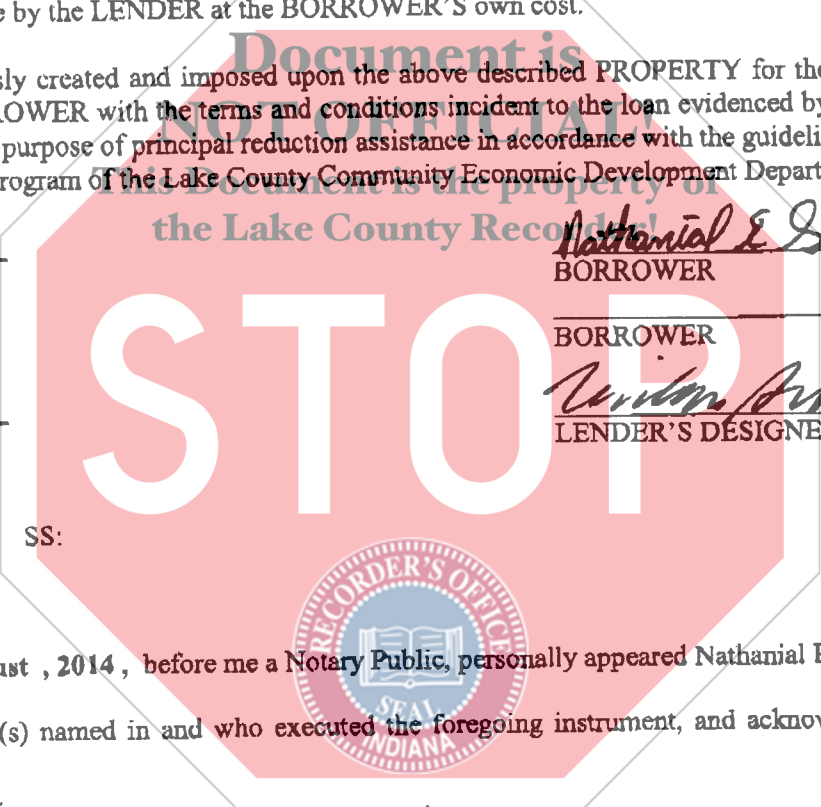 e by the LENDER at the BORROWER'S own cost.
Document is
sly created and imposed upon the above described PROPERTY for the
ROWER with the terms and conditions incident to the loan evidenced by
NOT OFFICIAL!
purpose of principal reduction assistance in accordance with the guideli
rogram of the Lake County Community Economic Development Depart
This Document is the property of
the Lake County Recorder!
Nathanial E
BORROWER
BORROWER
LENDER'S DESIGNE
STOP
SS:
RECORDER'S OFFICE
SEAL
INDIANA
ust , 2014 , before me a Notary Public, personally appeared Nathanial E
(s) named in and who executed the foregoing instrument, and acknow